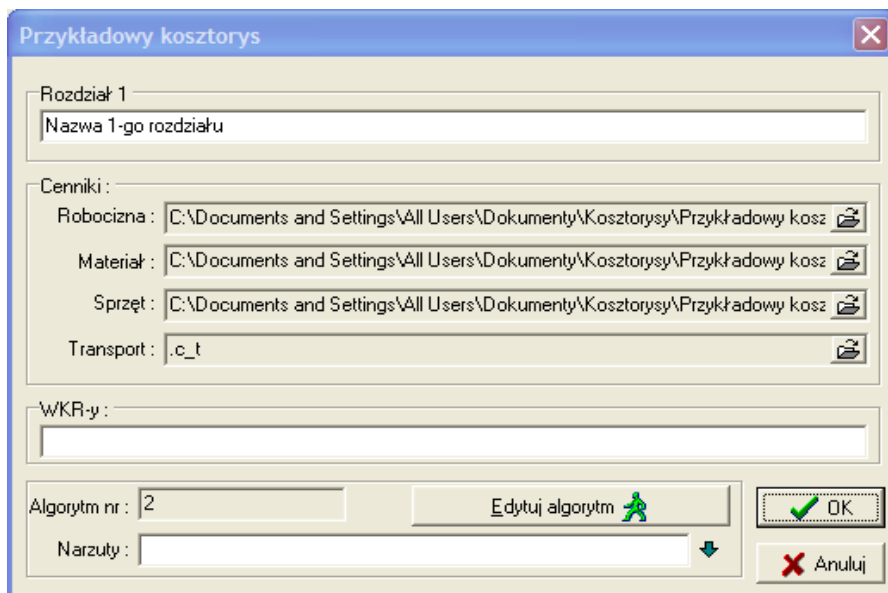 Przykładowy kosztorys
Rozdział 1
Nazwa 1-go rozdziału
Cenniki :
Robocizna : C:\Documents and Settings\All Users\Dokumenty\Kosztorysy\Przykładowy kosz
Materiał : C:\Documents and Settings\All Users\Dokumenty\Kosztorysy\Przykładowy kosz
Sprzęt : C:\Documents and Settings\All Users\Dokumenty\Kosztorysy\Przykładowy kosz
Transport : .c_t
WKR-y :
Algorytm nr : 2 Edytuj algorytm OK
Narzuty : Anuluj